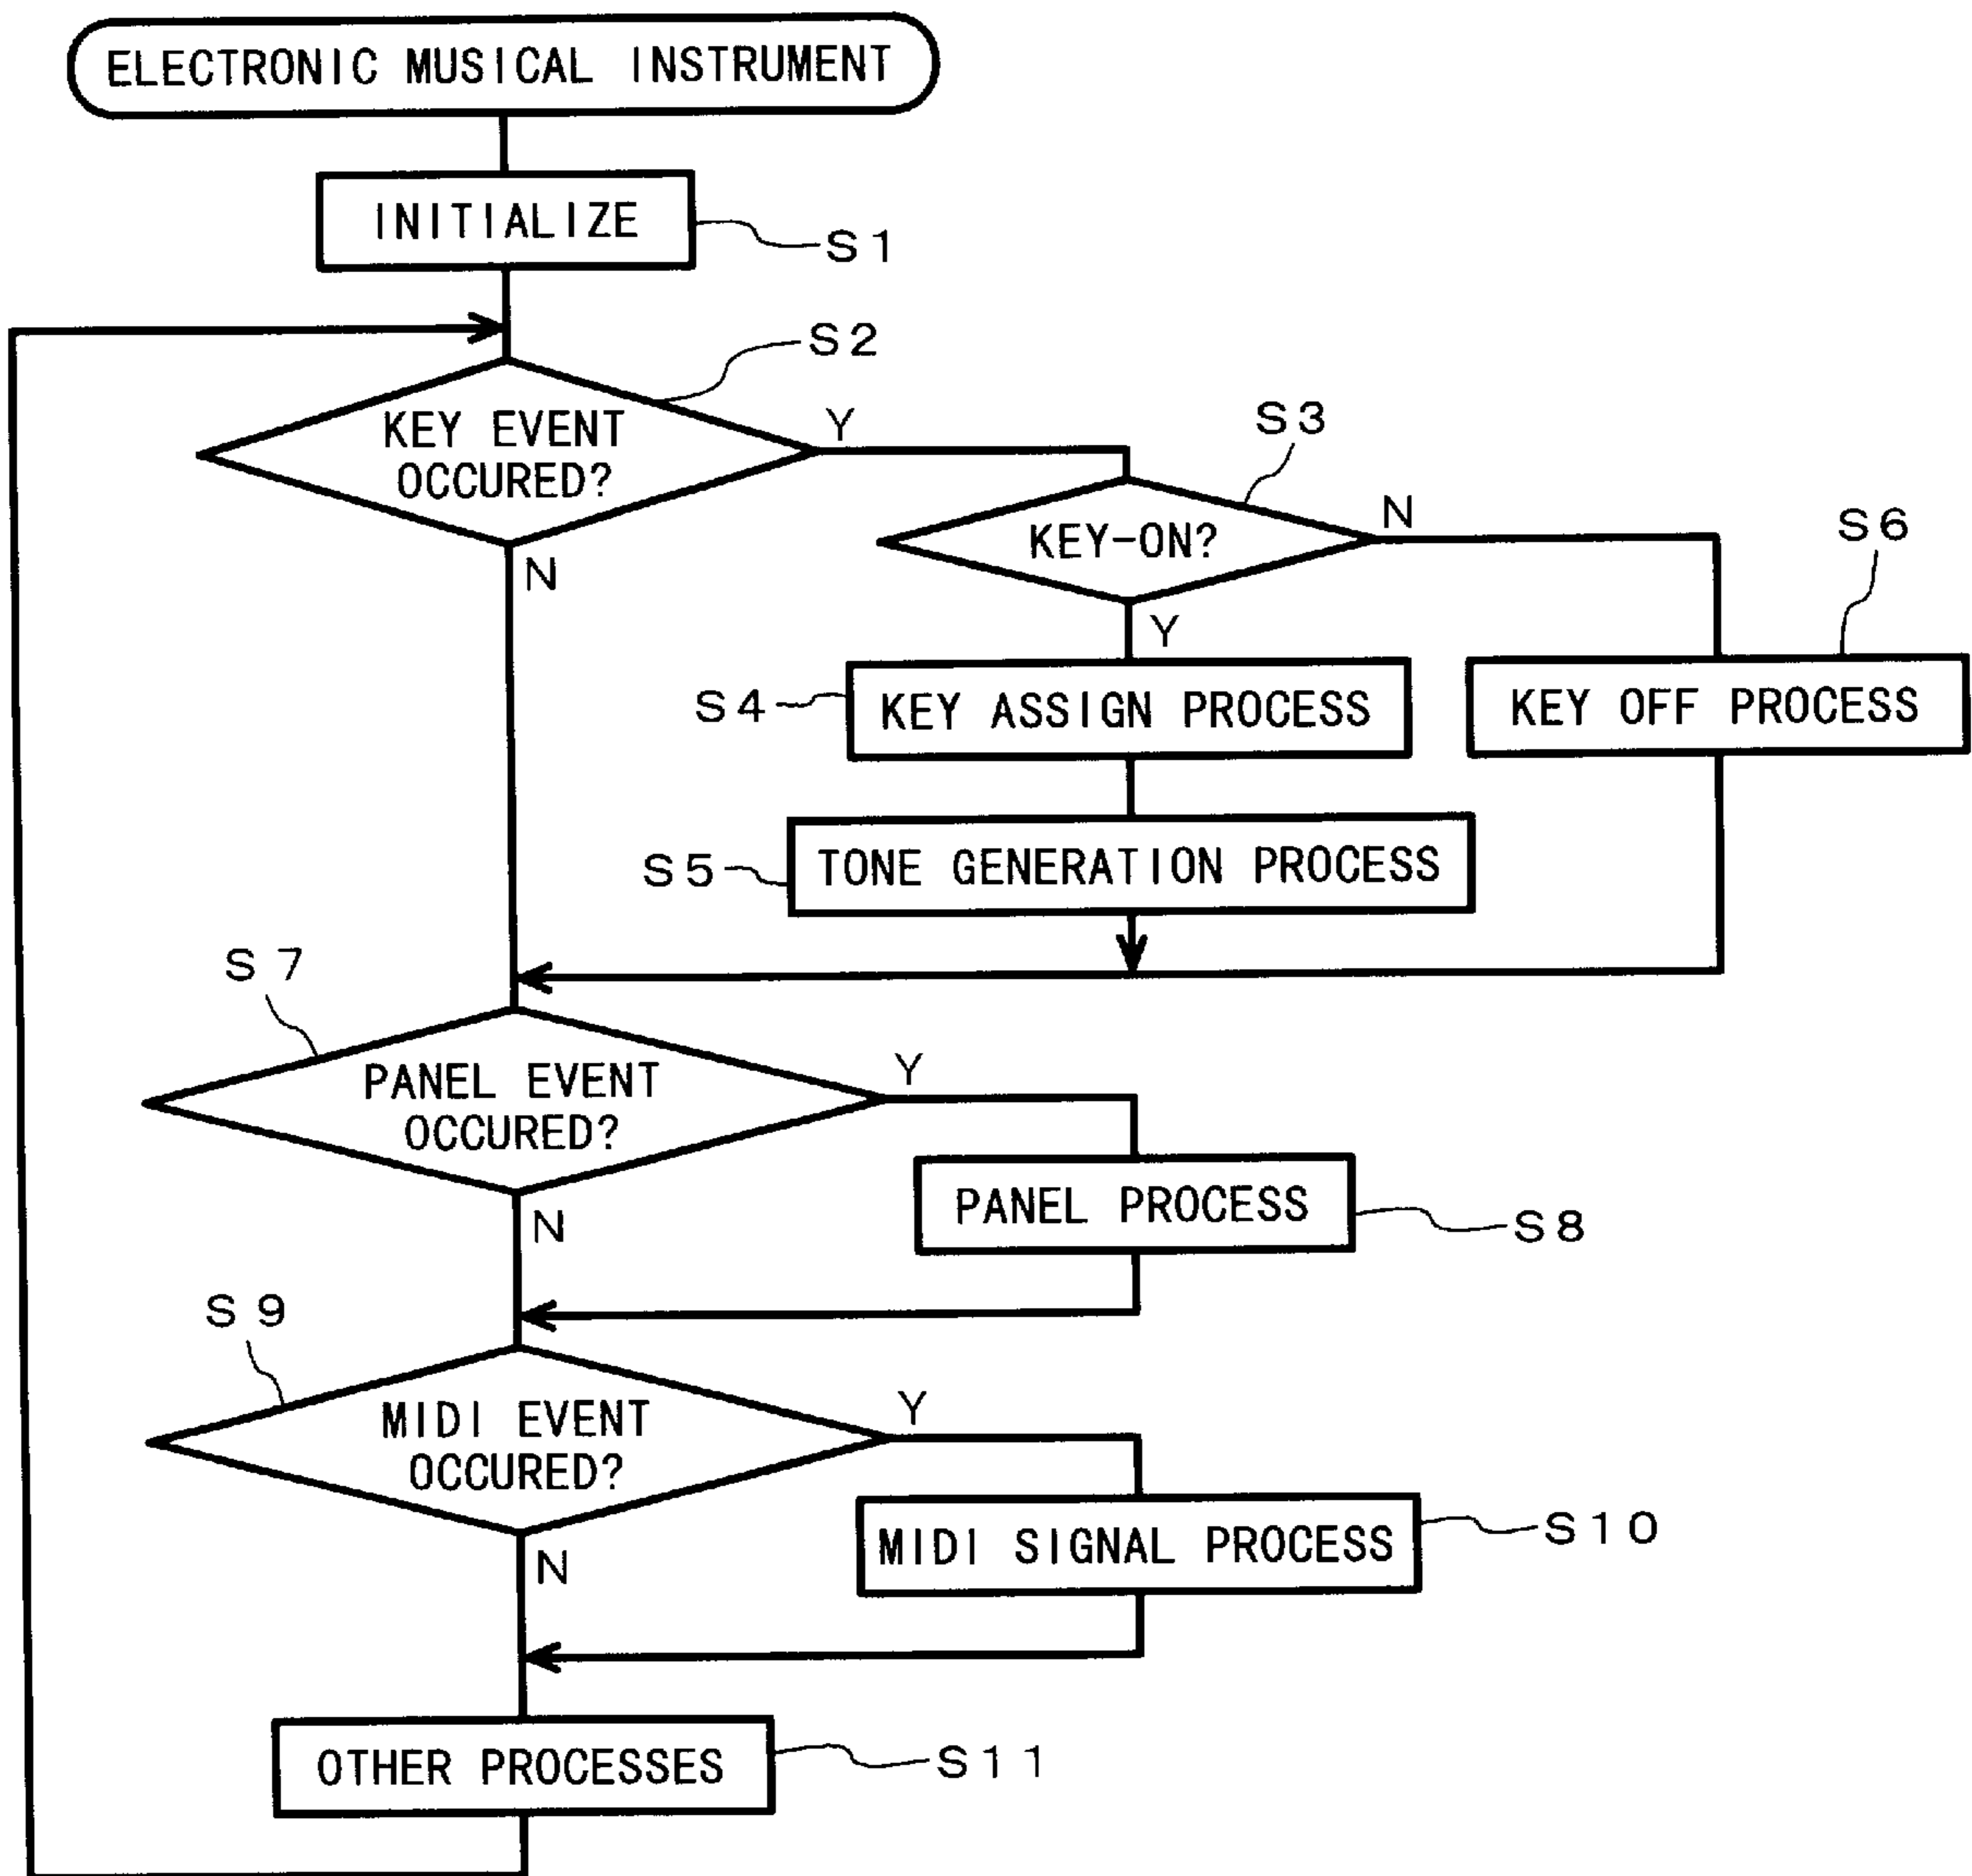 ELECTRONIC MUSICAL INSTRUMENT
INITIALIZE
S1
S2
KEY EVENT
OCCURED?
Y
N
S3
KEY-ON?
N
Y
S6
S4
KEY ASSIGN PROCESS
KEY OFF PROCESS
S5
TONE GENERATION PROCESS
S7
PANEL EVENT
OCCURED?
Y
N
PANEL PROCESS
S8
S9
MIDI EVENT
OCCURED?
Y
N
MIDI SIGNAL PROCESS
S10
OTHER PROCESSES
S11